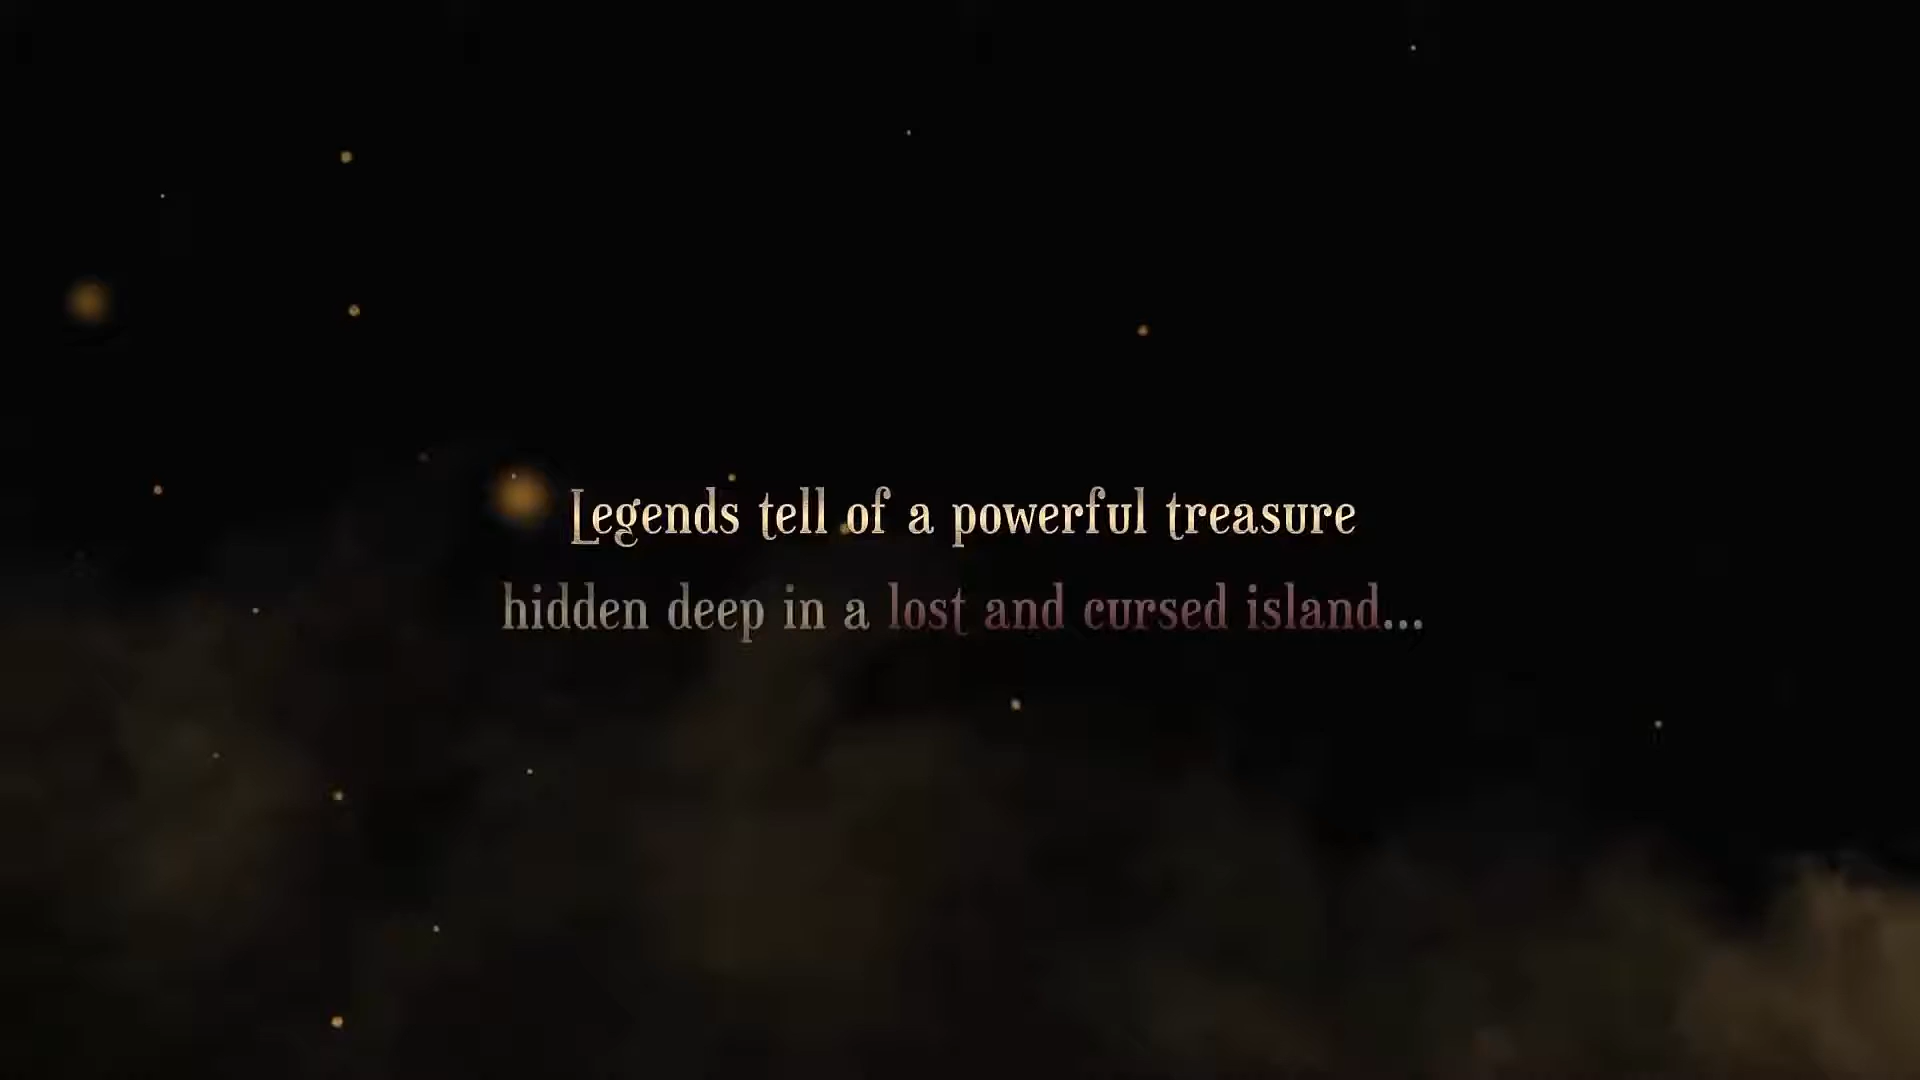 Legends tell of a powerful treasure
hidden deep in a lost and cursed island...